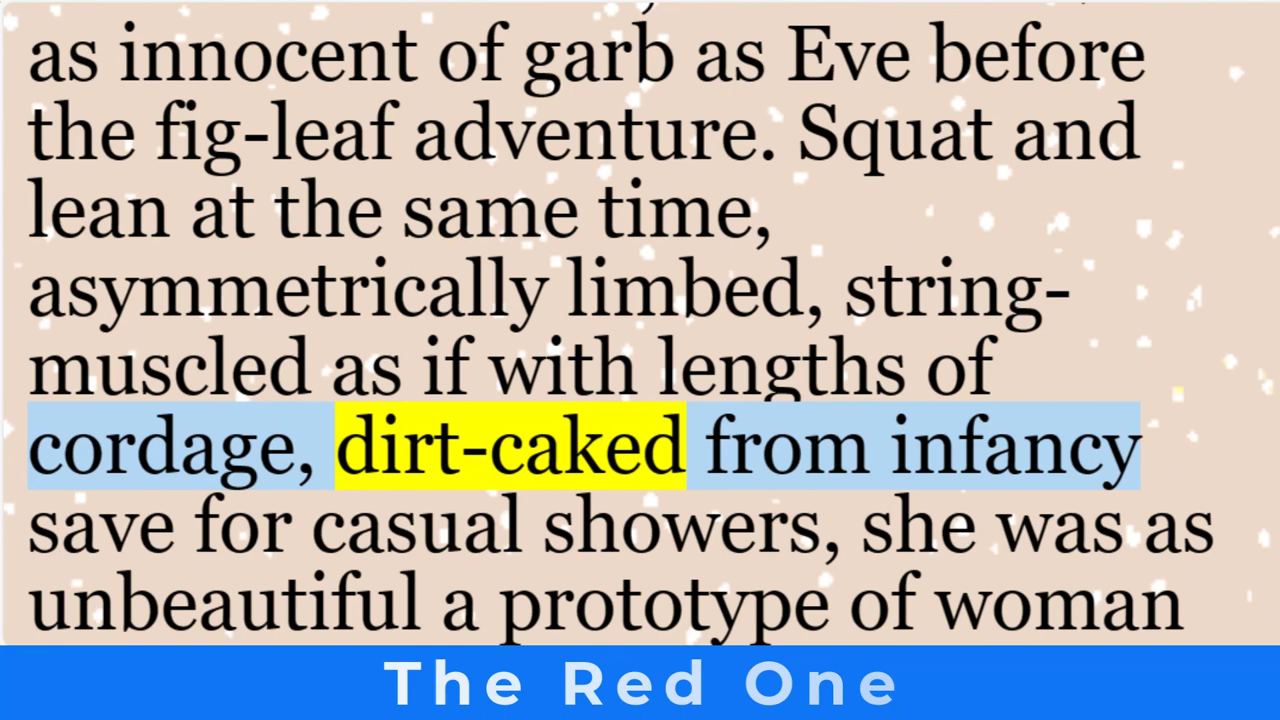 as innocent of garb as Eve before
the fig-leaf adventure. Squat and
lean at the same time,
asymmetrically limbed, string-
muscled as if with lengths of
cordage, dirt-caked from infancy
save for casual showers, she was as
unbeautiful a prototype of woman
The Red One